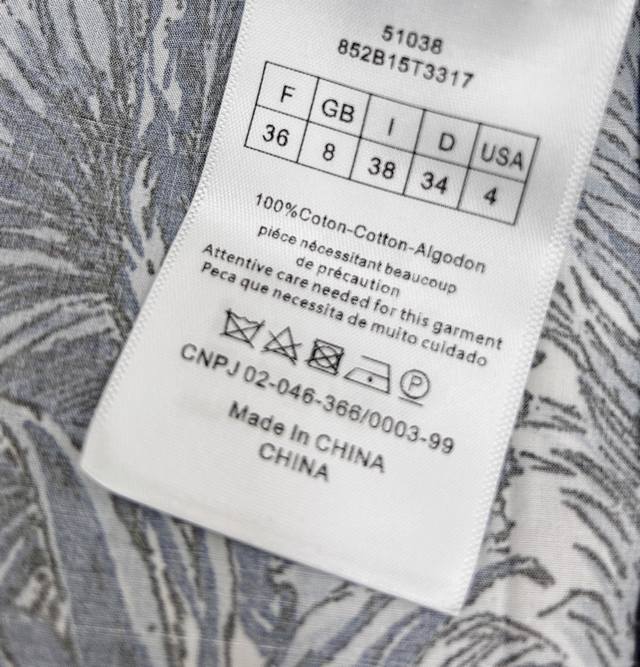 51038
852B15T3317
F GB I D USA
36 8 38 34 4
100%Coton-Cotton-Algodon
piéce nécessitant beaucoup
de précaution
Attentive care needed for this garment
Peca que necessita de muito cuidado
P
CNPJ 02-046-366/0003-99
Made In CHINA
CHINA